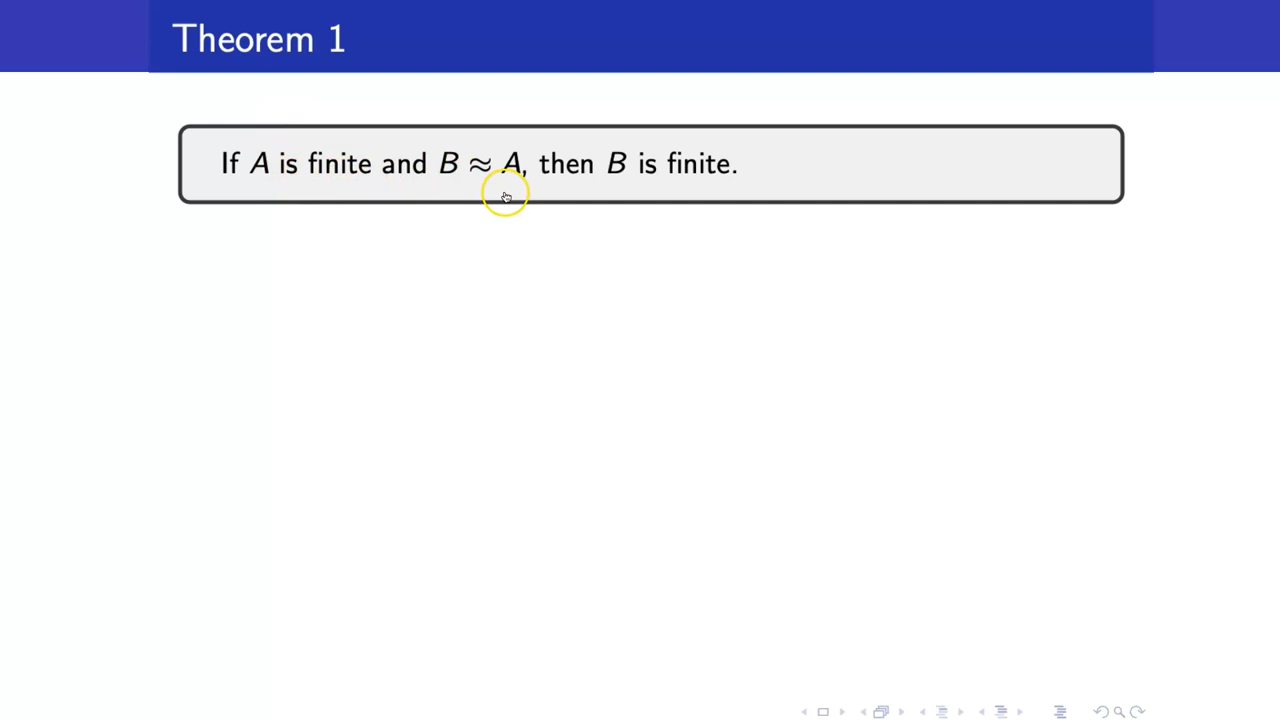 Theorem 1
If A is finite and B ≈ A, then B is finite.